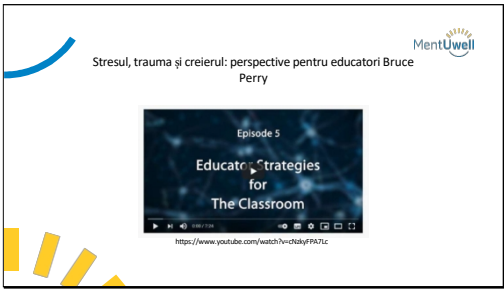 MentUwell
Stresul, trauma și creierul: perspective pentru educatori Bruce
Perry
Episode 5
Educator Strategies
for
The Classroom
https://www.youtube.com/watch?v=cNzkyFPA7Lc